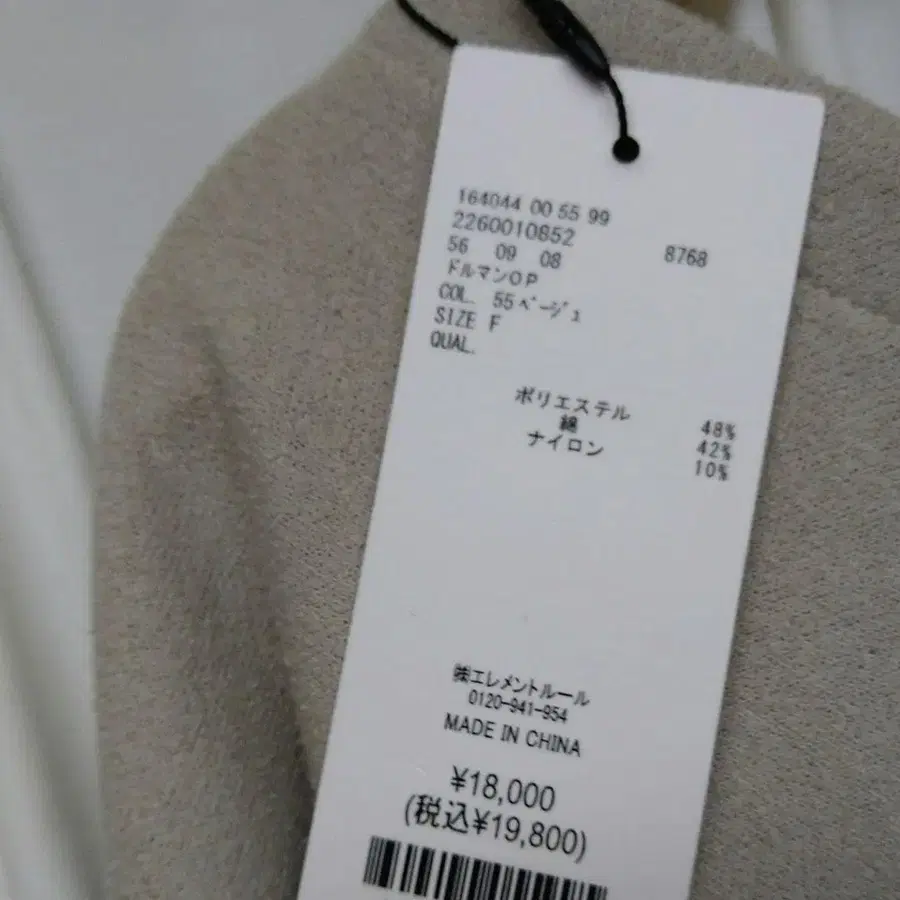 164044 00 55 99
2260010852
56 09 08 8768
ドルマンOP
COL. 55ベージュ
SIZE F
QUAL.
ポリエステル 48%
綿 42%
ナイロン 10%
㈱エレメントルール
0120-941-954
MADE IN CHINA
¥18,000
(税込¥19,800)